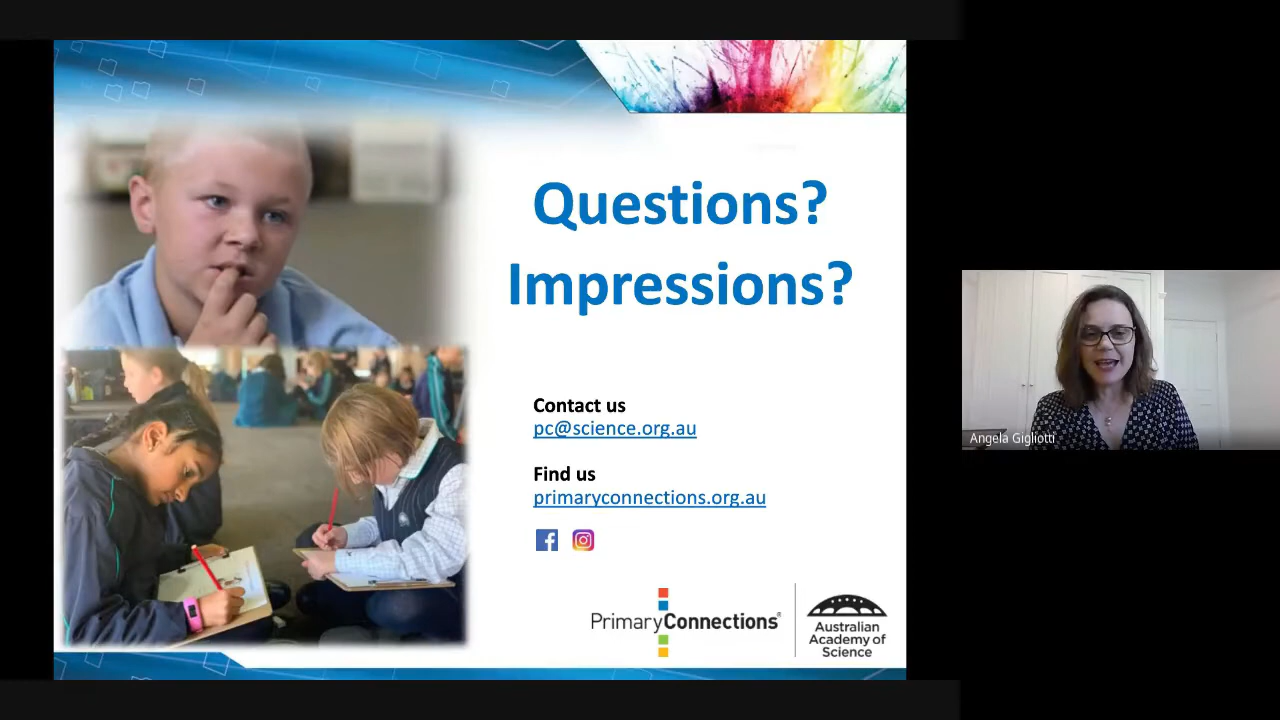 Questions?
Impressions?
Contact us
pc@science.org.au
Find us
primaryconnections.org.au
PrimaryConnections®
Australian
Academy of
Science
Angela Gigliotti